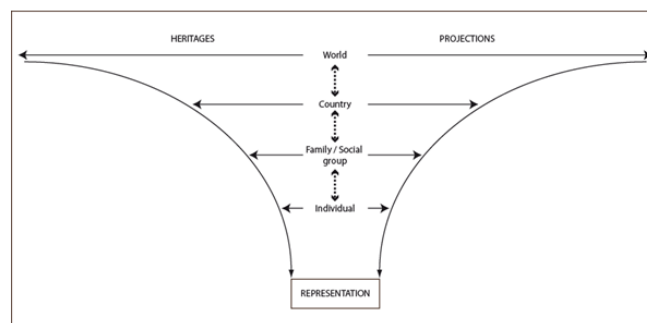 HERITAGES
PROJECTIONS
World
Country
Family / Social
group
Individual
REPRESENTATION